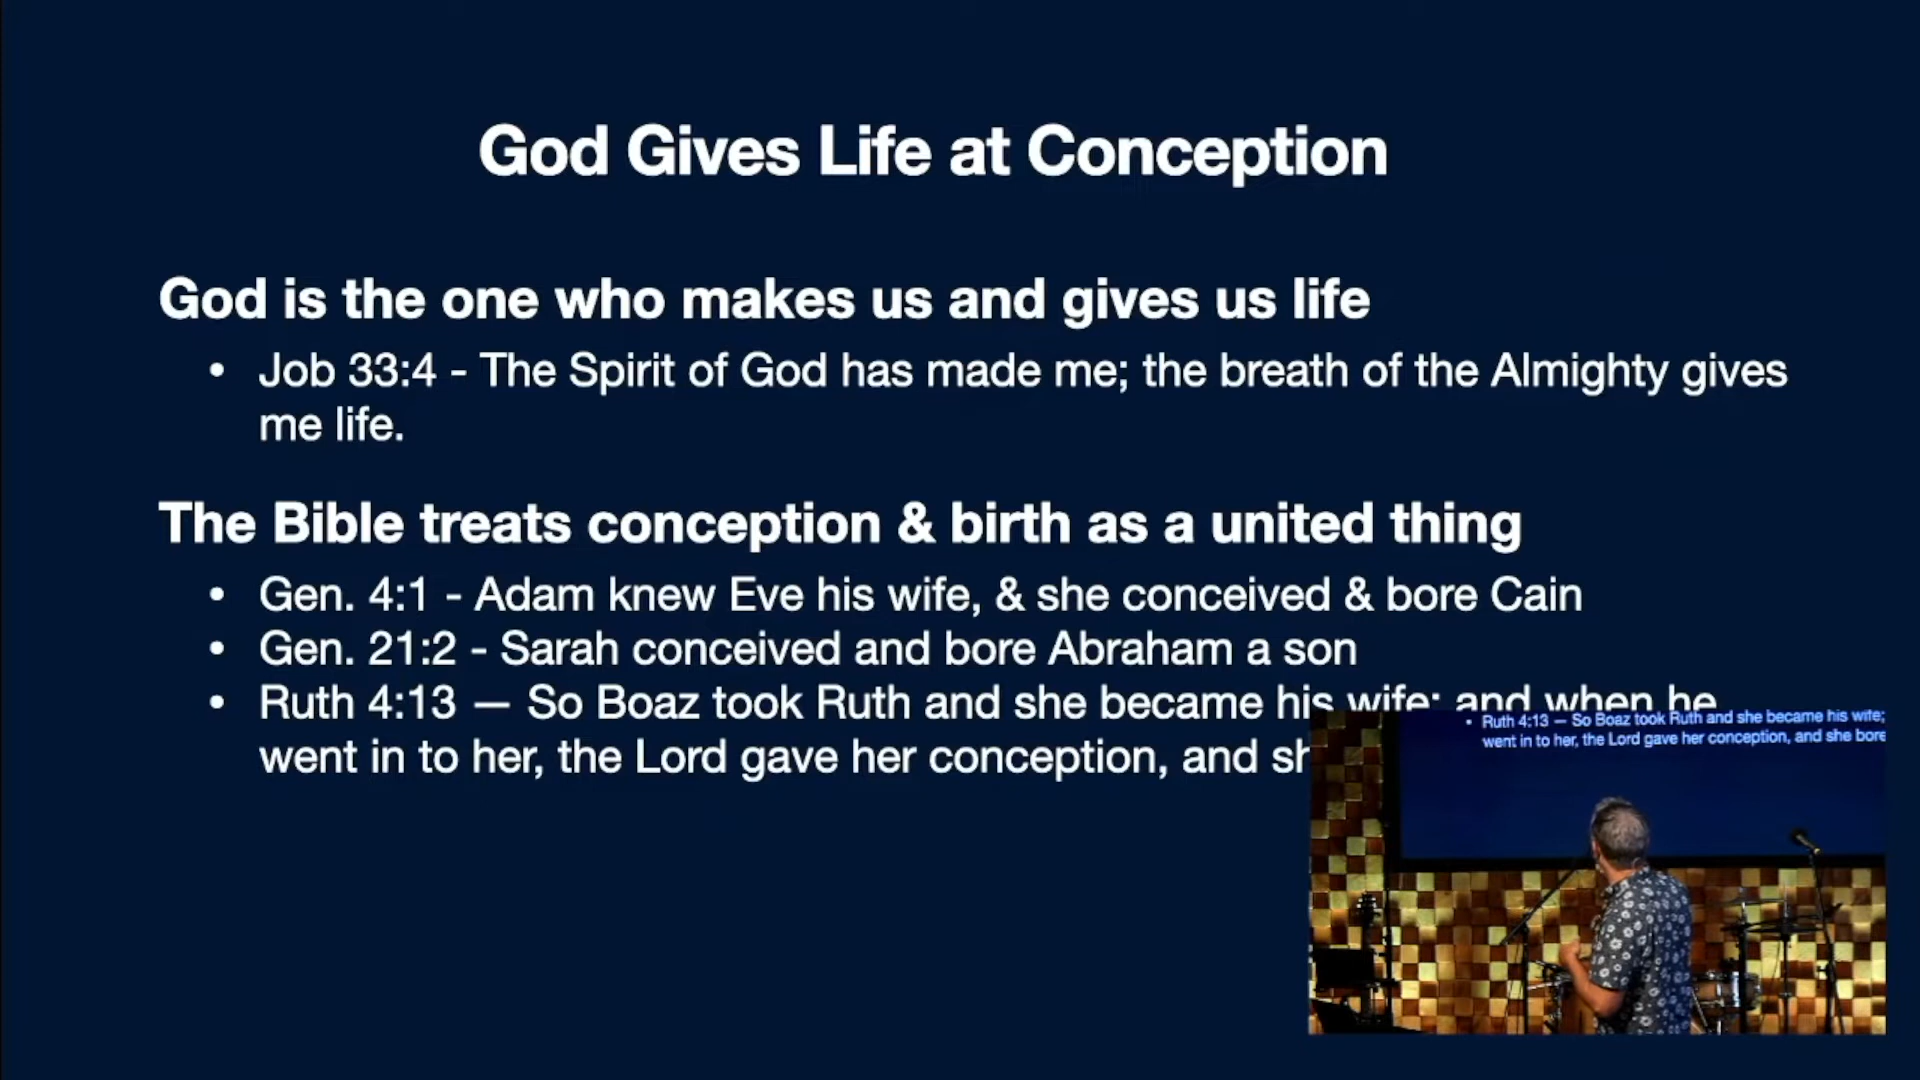 God Gives Life at Conception
God is the one who makes us and gives us life
• Job 33:4 - The Spirit of God has made me; the breath of the Almighty gives
me life.
The Bible treats conception & birth as a united thing
• Gen. 4:1 - Adam knew Eve his wife, & she conceived & bore Cain
• Gen. 21:2 - Sarah conceived and bore Abraham a son
• Ruth 4:13 — So Boaz took Ruth and she became his wife; and when he
went in to her, the Lord gave her conception, and
• Ruth 4:13 — So Boaz took Ruth and she became his wife;
went in to her, the Lord gave her conception, and she bore